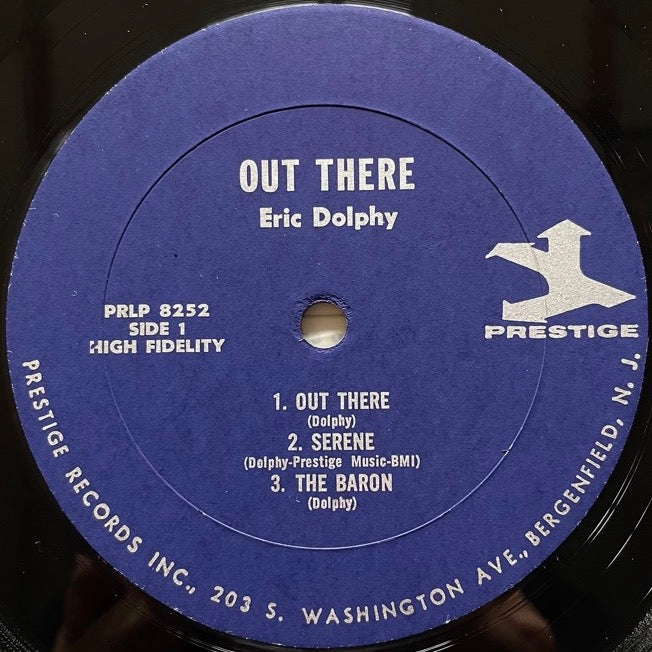 OUT THERE
Eric Dolphy
PRLP 8252
SIDE 1
HIGH FIDELITY
PRESTIGE
1. OUT THERE
(Dolphy)
2. SERENE
(Dolphy-Prestige Music-BMI)
3. THE BARON
(Dolphy)
PRESTIGE RECORDS INC., 203 S. WASHINGTON AVE., BERGENFIELD, N. J.